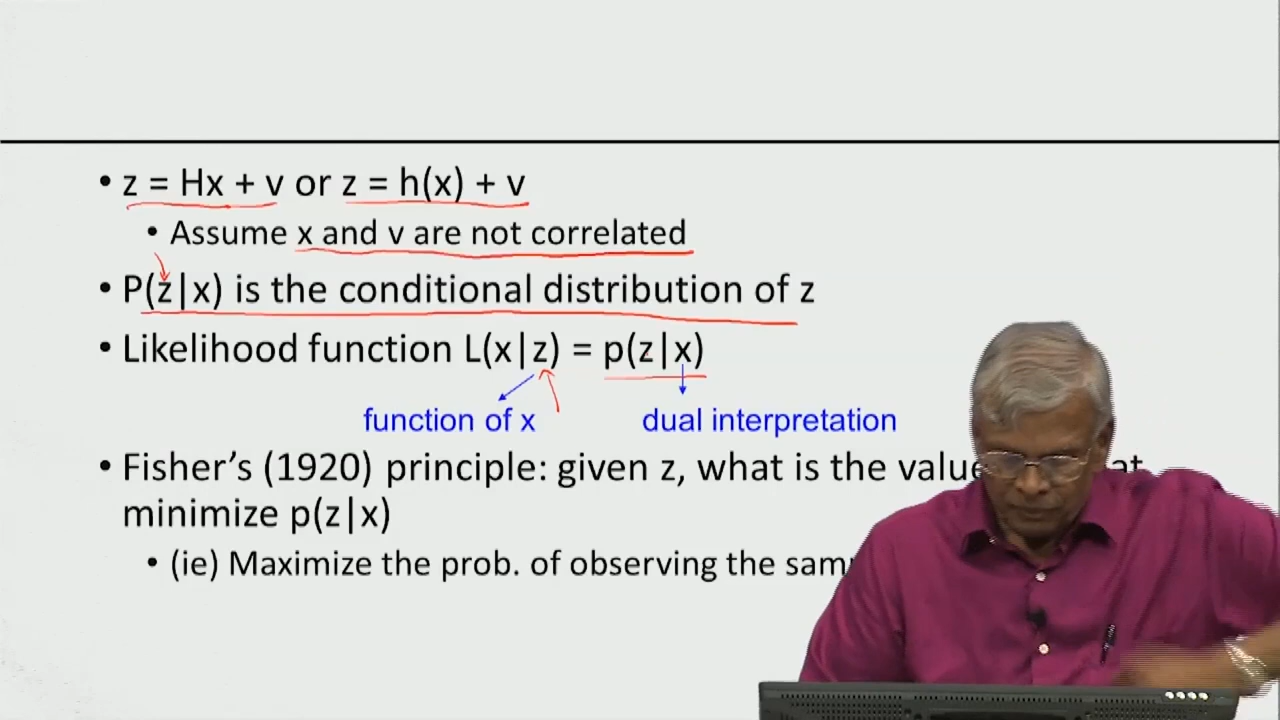 • z = Hx + v or z = h(x) + v
• Assume x and v are not correlated
• P(z|x) is the conditional distribution of z
• Likelihood function L(x|z) = p(z|x)
function of x dual interpretation
• Fisher's (1920) principle: given z, what is the value
minimize p(z|x)
• (ie) Maximize the prob. of observing the